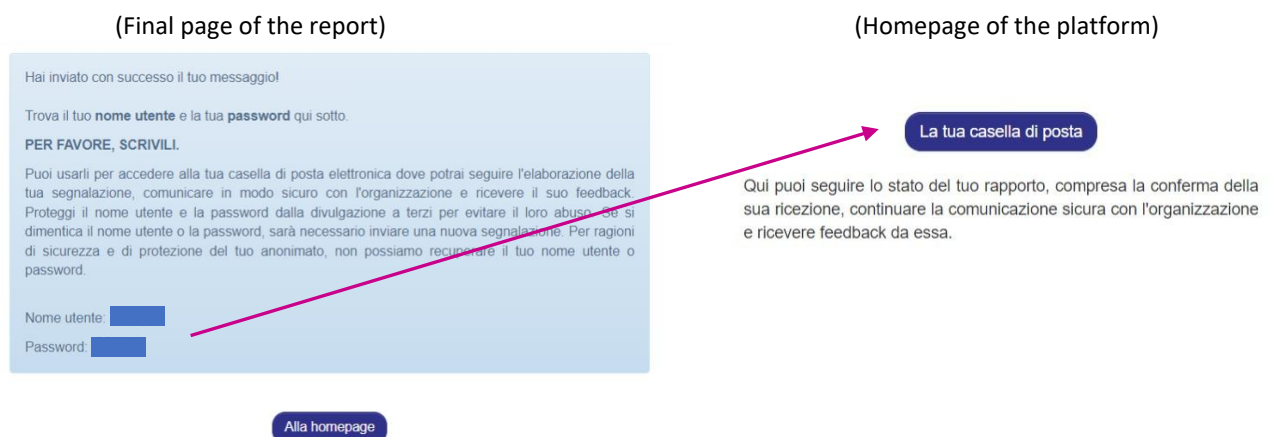 (Final page of the report)
Hai inviato con successo il tuo messaggio!
Trova il tuo nome utente e la tua password qui sotto.
PER FAVORE, SCRIVILI.
Puoi usarli per accedere alla tua casella di posta elettronica dove potrai seguire l'elaborazione della
tua segnalazione, comunicare in modo sicuro con l'organizzazione e ricevere il suo feedback.
Proteggi il nome utente e la password dalla divulgazione a terzi per evitare il loro abuso. Se si
dimentica il nome utente o la password, sarà necessario inviare una nuova segnalazione. Per ragioni
di sicurezza e di protezione del tuo anonimato, non possiamo recuperare il tuo nome utente o
password.
Nome utente:
Password:
Alla homepage
(Homepage of the platform)
La tua casella di posta
Qui puoi seguire lo stato del tuo rapporto, compresa la conferma della
sua ricezione, continuare la comunicazione sicura con l'organizzazione
e ricevere feedback da essa.